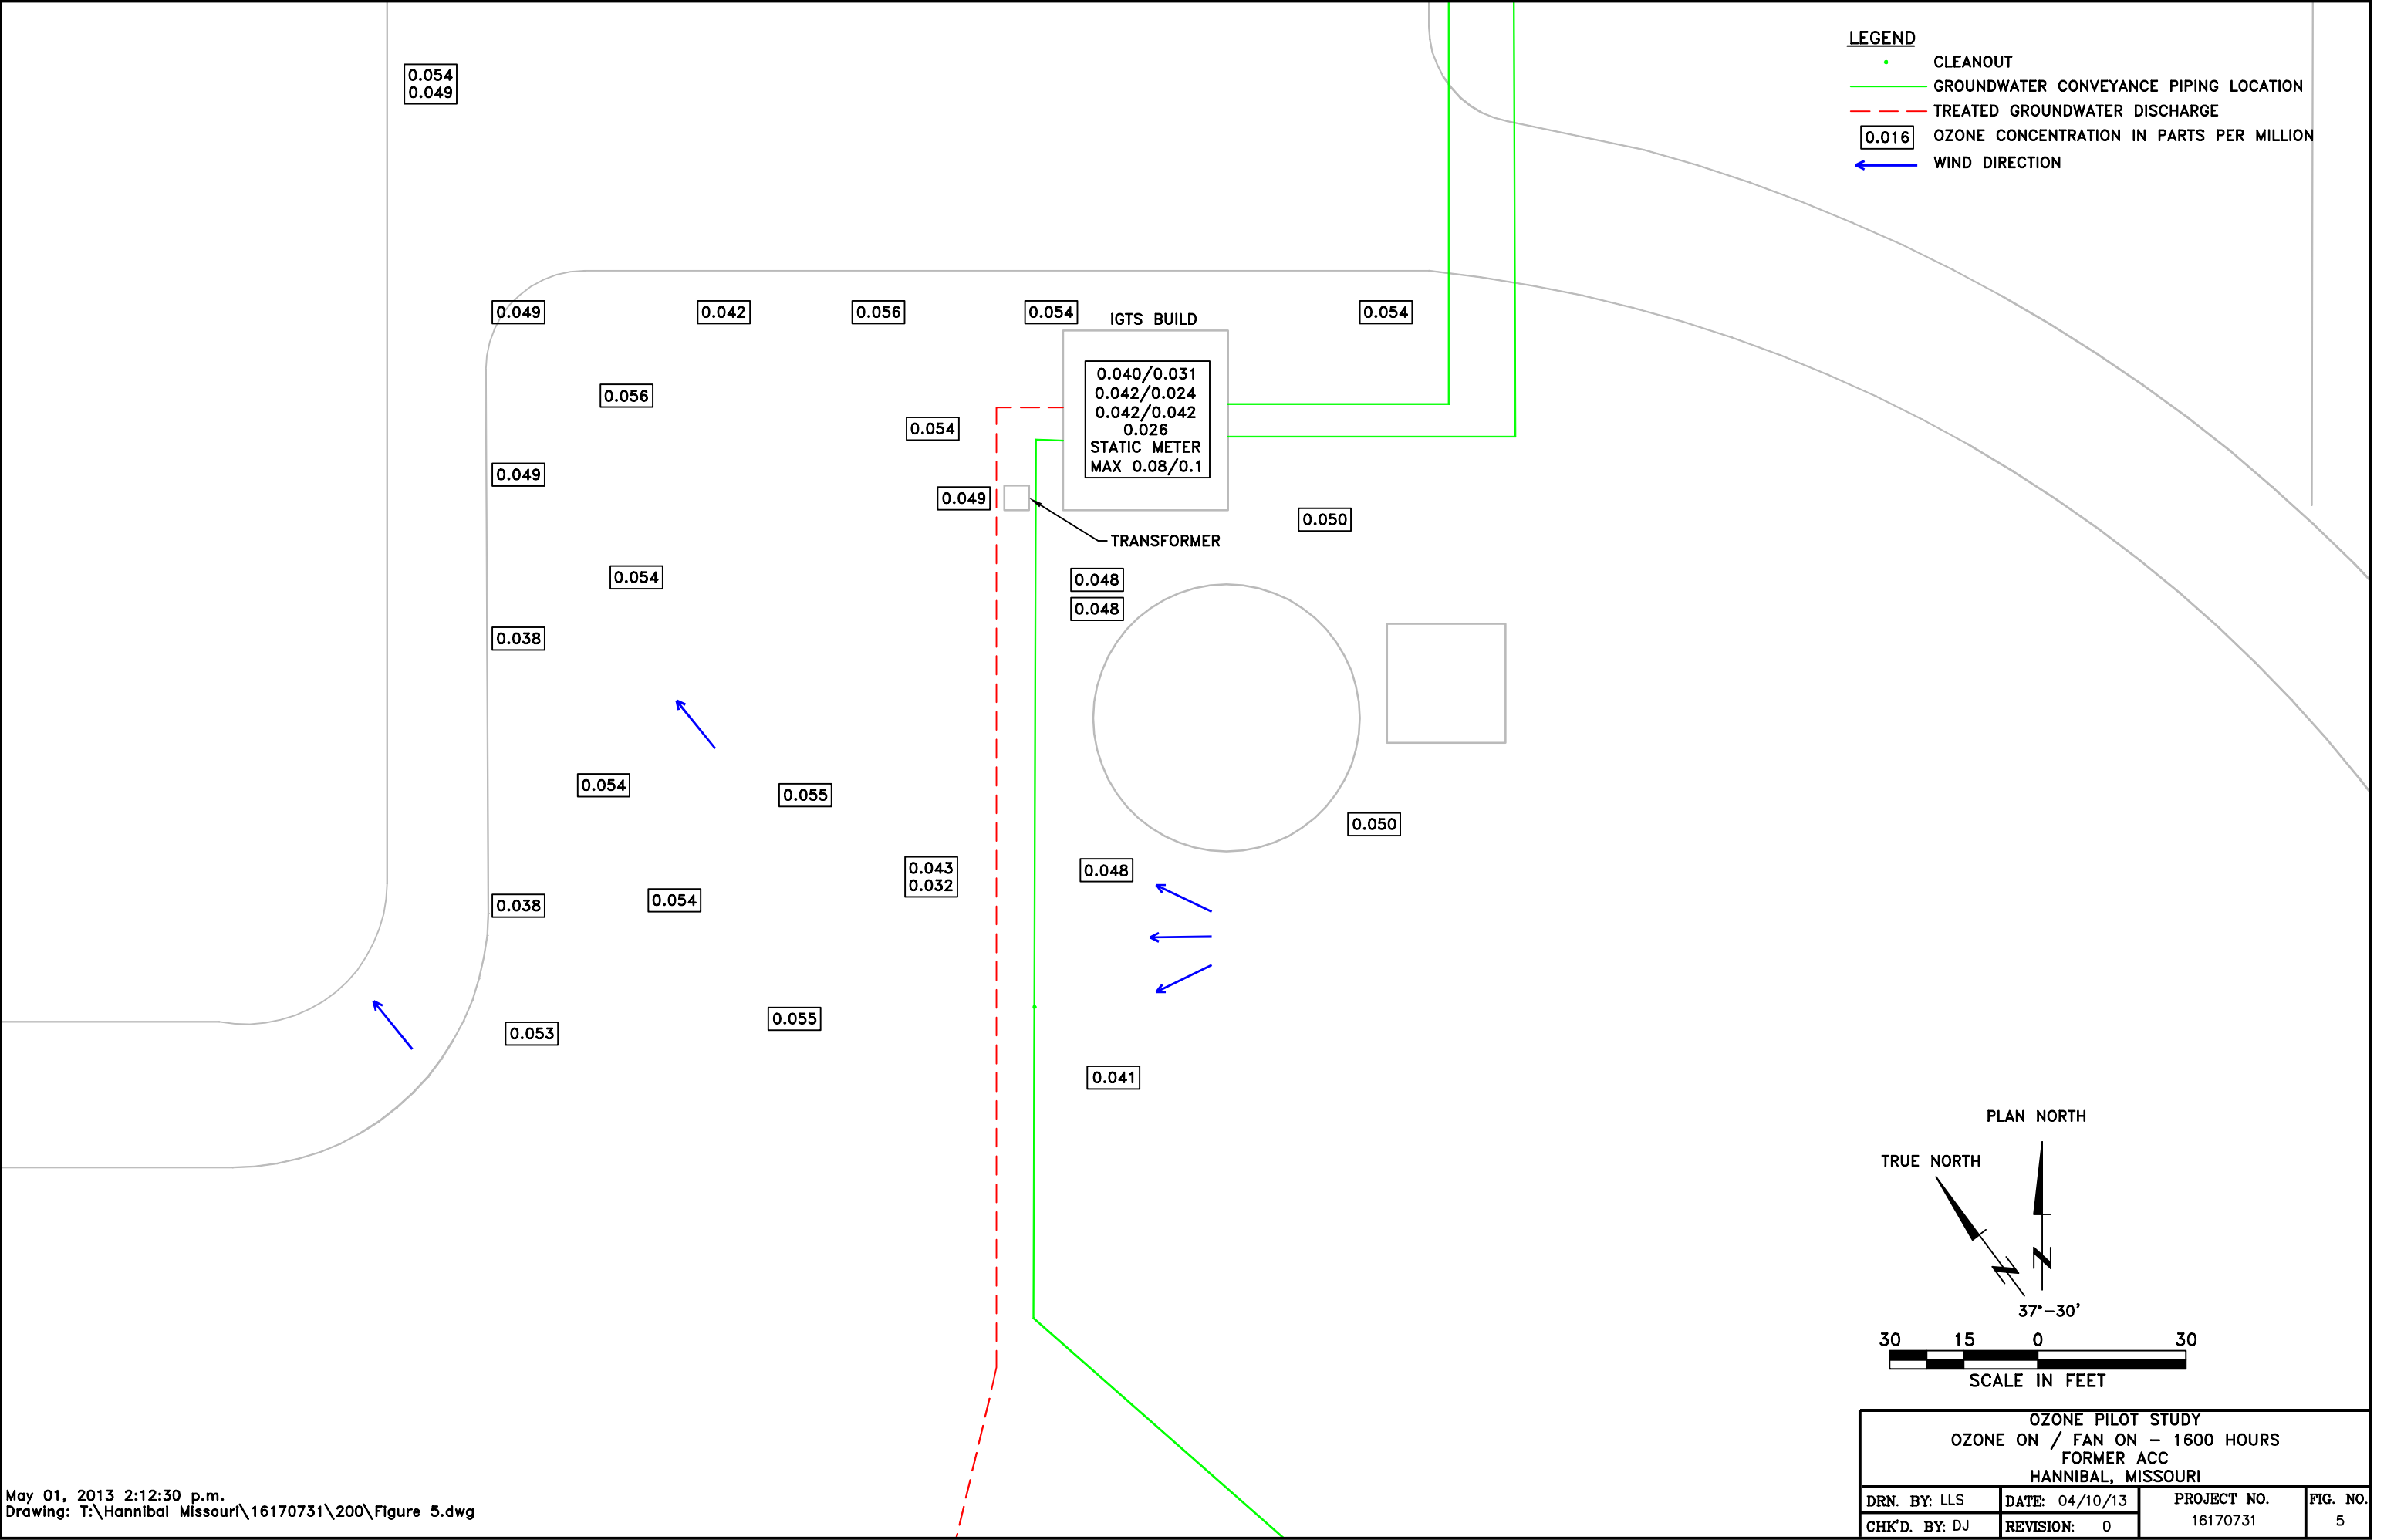 LEGEND
CLEANOUT
GROUNDWATER CONVEYANCE PIPING LOCATION
TREATED GROUNDWATER DISCHARGE
0.016 OZONE CONCENTRATION IN PARTS PER MILLION
WIND DIRECTION
0.054
0.049
0.049
0.042
0.056
0.054
IGTS BUILD
0.054
0.040/0.031
0.042/0.024
0.042/0.042
0.026
STATIC METER
MAX 0.08/0.1
0.056
0.054
0.049
0.049
0.050
TRANSFORMER
0.054
0.048
0.048
0.038
0.054
0.055
0.050
0.043
0.032
0.048
0.038
0.054
0.053
0.055
0.041
PLAN NORTH
TRUE NORTH
N
N
37°-30'
30 15 0 30
SCALE IN FEET
OZONE PILOT STUDY
OZONE ON / FAN ON - 1600 HOURS
FORMER ACC
HANNIBAL, MISSOURI
DRN. BY: LLS
DATE: 04/10/13
PROJECT NO.
16170731
FIG. NO.
5
CHK'D. BY: DJ
REVISION: 0
May 01, 2013 2:12:30 p.m.
Drawing: T:\Hannibal Missouri\16170731\200\Figure 5.dwg